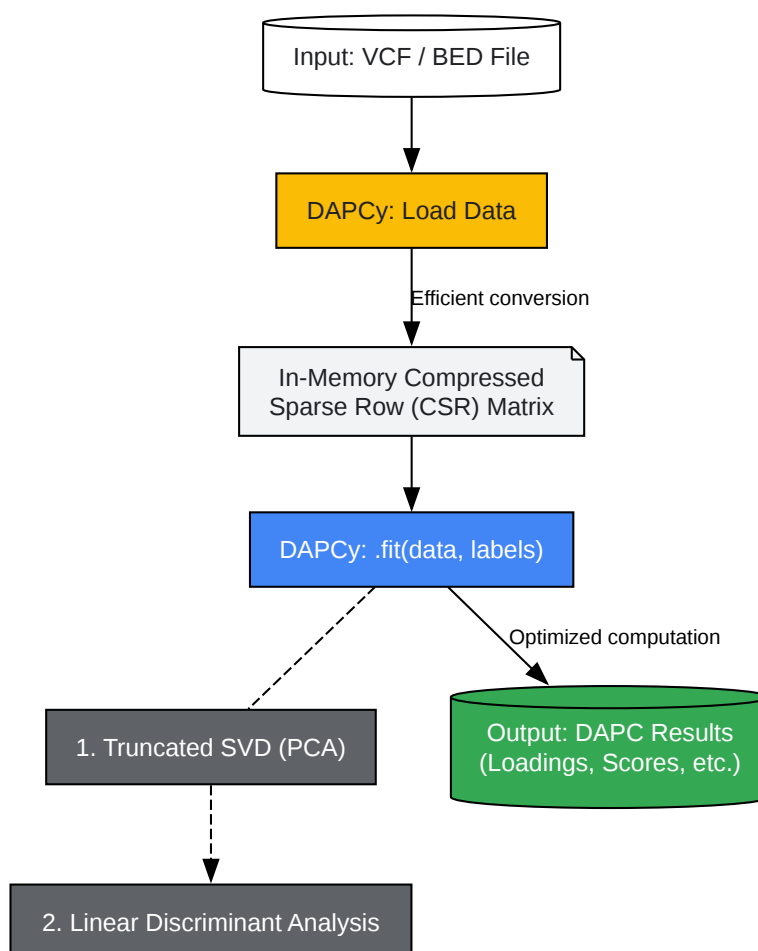 Input: VCF / BED File
DAPCy: Load Data
Efficient conversion
In-Memory Compressed
Sparse Row (CSR) Matrix
DAPCy: .fit(data, labels)
Optimized computation
1. Truncated SVD (PCA)
Output: DAPC Results
(Loadings, Scores, etc.)
2. Linear Discriminant Analysis